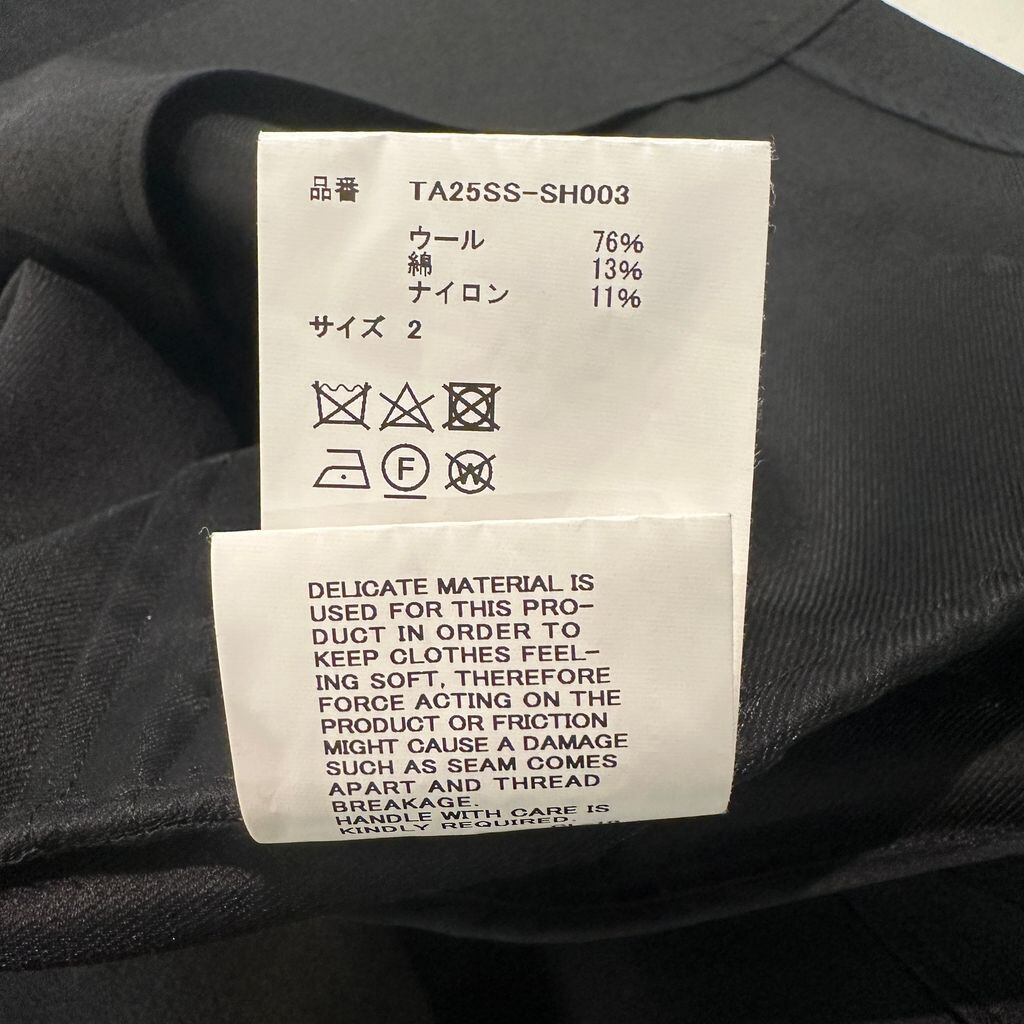 品番 TA25SS-SH003
ウール 76%
綿 13%
ナイロン 11%
サイズ 2
F
W
DELICATE MATERIAL IS
USED FOR THIS PRO-
DUCT IN ORDER TO
KEEP CLOTHES FEEL-
ING SOFT, THEREFORE
FORCE ACTING ON THE
PRODUCT OR FRICTION
MIGHT CAUSE A DAMAGE
SUCH AS SEAM COMES
APART AND THREAD
BREAKAGE.
HANDLE WITH CARE IS
KINDLY REQUIRED.